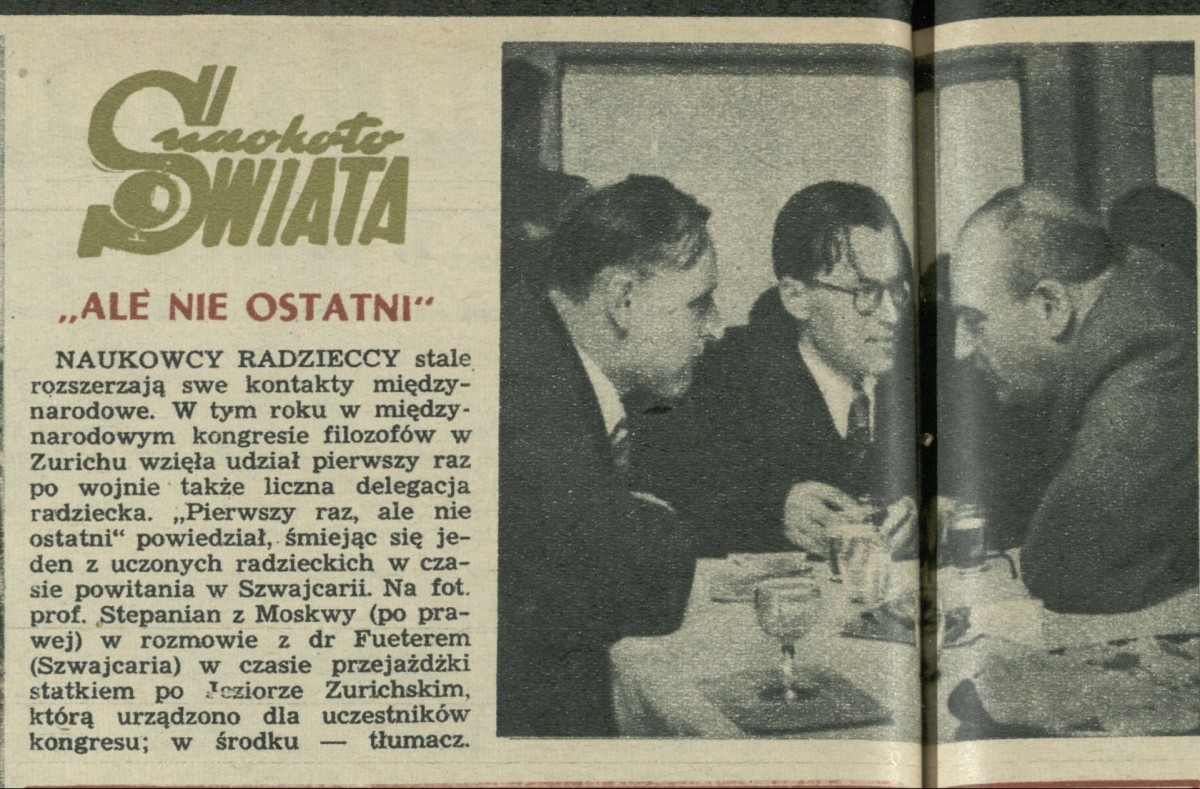 naokoło
ŚWIATA
„ALE NIE OSTATNI“
NAUKOWCY RADZIECCY stale
rozszerzają swe kontakty między-
narodowe. W tym roku w między-
narodowym kongresie filozofów w
Zurichu wzięła udział pierwszy raz
po wojnie także liczna delegacja
radziecka. „Pierwszy raz, ale nie
ostatni“ powiedział, śmiejąc się je-
den z uczonych radzieckich w cza-
sie powitania w Szwajcarii. Na fot.
prof. Stepanian z Moskwy (po pra-
wej) w rozmowie z dr Fueterem
(Szwajcaria) w czasie przejażdżki
statkiem po Jeziorze Zurichskim,
którą urządzono dla uczestników
kongresu; w środku — tłumacz.